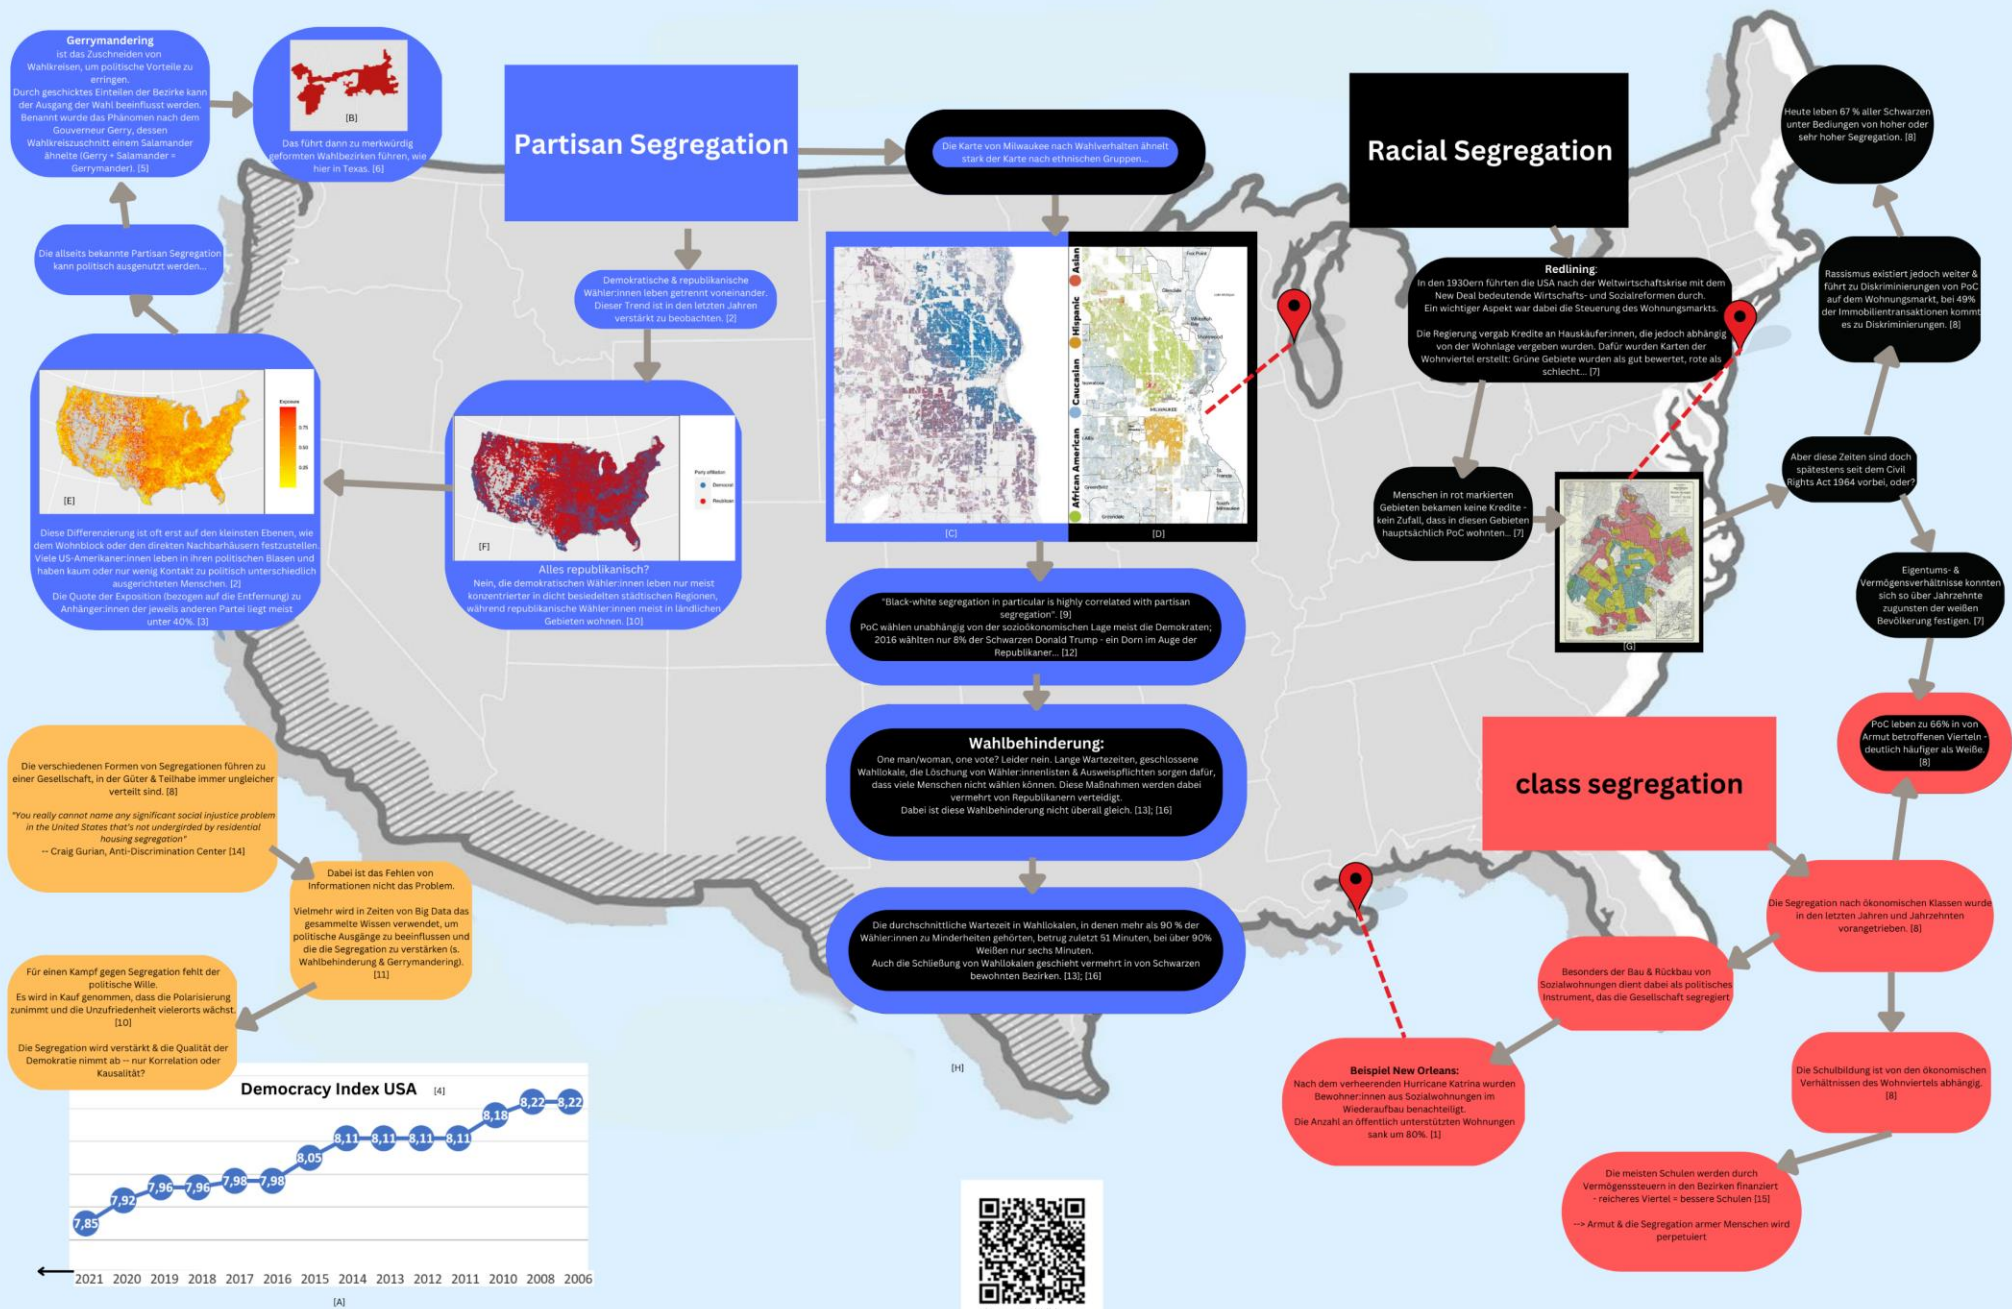 Gerrymandering
ist das Zuschneiden von
Wahlkreisen, um politische Vorteile zu
erringen.
Durch geschicktes Einteilen der Bezirke kann
der Ausgang der Wahl beeinflusst werden.
Benannt wurde das Phänomen nach dem
Gouverneur Gerry, dessen
Wahlkreiszuschnitt einem Salamander
ähnelte (Gerry + Salamander =
Gerrymander). [5]
[B]
Das führt dann zu merkwürdig
geformten Wahlbezirken führen, wie
hier in Texas. [6]
Die allseits bekannte Partisan Segregation
kann politisch ausgenutzt werden...
Exposure
0.75
0.50
0.25
[E]
Diese Differenzierung ist oft erst auf den kleinsten Ebenen, wie
dem Wohnblock oder den direkten Nachbarhäusern festzustellen.
Viele US-Amerikaner:innen leben in ihren politischen Blasen und
haben kaum oder nur wenig Kontakt zu politisch unterschiedlich
ausgerichteten Menschen. [2]
Die Quote der Exposition (bezogen auf die Entfernung) zu
Anhänger:innen der jeweils anderen Partei liegt meist
unter 40%. [3]
Partisan Segregation
Demokratische & republikanische
Wähler:innen leben getrennt voneinander.
Dieser Trend ist in den letzten Jahren
verstärkt zu beobachten. [2]
Party affiliation
Democrat
Republican
[F]
Alles republikanisch?
Nein, die demokratischen Wähler:innen leben nur meist
konzentrierter in dicht besiedelten städtischen Regionen,
während republikanische Wähler:innen meist in ländlichen
Gebieten wohnen. [10]
Die Karte von Milwaukee nach Wahlverhalten ähnelt
stark der Karte nach ethnischen Gruppen...
African American Caucasian Hispanic Asian
Fox Point
Glendale
MILWAUKEE
Greenfield
[C]
[D]
"Black-white segregation in particular is highly correlated with partisan
segregation". [9]
PoC wählen unabhängig von der sozioökonomischen Lage meist die Demokraten;
2016 wählten nur 8% der Schwarzen Donald Trump - ein Dorn im Auge der
Republikaner... [12]
Wahlbehinderung:
One man/woman, one vote? Leider nein. Lange Wartezeiten, geschlossene
Wahllokale, die Löschung von Wähler:innenlisten & Ausweispflichten sorgen dafür,
dass viele Menschen nicht wählen können. Diese Maßnahmen werden dabei
vermehrt von Republikanern verteidigt.
Dabei ist diese Wahlbehinderung nicht überall gleich. [13]; [16]
Die durchschnittliche Wartezeit in Wahllokalen, in denen mehr als 90 % der
Wähler:innen zu Minderheiten gehörten, betrug zuletzt 51 Minuten, bei über 90%
Weißen nur sechs Minuten.
Auch die Schließung von Wahllokalen geschieht vermehrt in von Schwarzen
bewohnten Bezirken. [13]; [16]
[H]
Racial Segregation
Redlining:
In den 1930ern führten die USA nach der Weltwirtschaftskrise mit dem
New Deal bedeutende Wirtschafts- und Sozialreformen durch.
Ein wichtiger Aspekt war dabei die Steuerung des Wohnungsmarkts.
Die Regierung vergab Kredite an Hauskäufer:innen, die jedoch abhängig
von der Wohnlage vergeben wurden. Dafür wurden Karten der
Wohnviertel erstellt: Grüne Gebiete wurden als gut bewertet, rote als
schlecht... [7]
Menschen in rot markierten
Gebieten bekamen keine Kredite -
kein Zufall, dass in diesen Gebieten
hauptsächlich PoC wohnten... [7]
[G]
Aber diese Zeiten sind doch
spätestens seit dem Civil
Rights Act 1964 vorbei, oder?
Rassismus existiert jedoch weiter &
führt zu Diskriminierungen von PoC
auf dem Wohnungsmarkt, bei 49%
der Immobilientransaktionen kommt
es zu Diskriminierungen. [8]
Heute leben 67 % aller Schwarzen
unter Bediungen von hoher oder
sehr hoher Segregation. [8]
Eigentums- &
Vermögensverhältnisse konnten
sich so über Jahrzehnte
zugunsten der weißen
Bevölkerung festigen. [7]
PoC leben zu 66% in von
Armut betroffenen Vierteln -
deutlich häufiger als Weiße.
[8]
class segregation
Die Segregation nach ökonomischen Klassen wurde
in den letzten Jahren und Jahrzehnten
vorangetrieben. [8]
Besonders der Bau & Rückbau von
Sozialwohnungen dient dabei als politisches
Instrument, das die Gesellschaft segregiert
Beispiel New Orleans:
Nach dem verheerenden Hurricane Katrina wurden
Bewohner:innen aus Sozialwohnungen im
Wiederaufbau benachteiligt.
Die Anzahl an öffentlich unterstützten Wohnungen
sank um 80%. [1]
Die Schulbildung ist von den ökonomischen
Verhältnissen des Wohnviertels abhängig.
[8]
Die meisten Schulen werden durch
Vermögenssteuern in den Bezirken finanziert
- reicheres Viertel = bessere Schulen [15]
--> Armut & die Segregation armer Menschen wird
perpetuiert
Die verschiedenen Formen von Segregationen führen zu
einer Gesellschaft, in der Güter & Teilhabe immer ungleicher
verteilt sind. [8]
"You really cannot name any significant social injustice problem
in the United States that's not undergirded by residential
housing segregation"
-- Craig Gurian, Anti-Discrimination Center [14]
Dabei ist das Fehlen von
Informationen nicht das Problem.
Vielmehr wird in Zeiten von Big Data das
gesammelte Wissen verwendet, um
politische Ausgänge zu beeinflussen und
die die Segregation zu verstärken (s.
Wahlbehinderung & Gerrymandering).
[11]
Für einen Kampf gegen Segregation fehlt der
politische Wille.
Es wird in Kauf genommen, dass die Polarisierung
zunimmt und die Unzufriedenheit vielerorts wächst.
[10]
Die Segregation wird verstärkt & die Qualität der
Demokratie nimmt ab -- nur Korrelation oder
Kausalität?
Democracy Index USA [4]
7,85 7,92 7,96 7,96 7,98 7,98 8,05 8,11 8,11 8,11 8,11 8,18 8,22 8,22
2021 2020 2019 2018 2017 2016 2015 2014 2013 2012 2011 2010 2008 2006
[A]